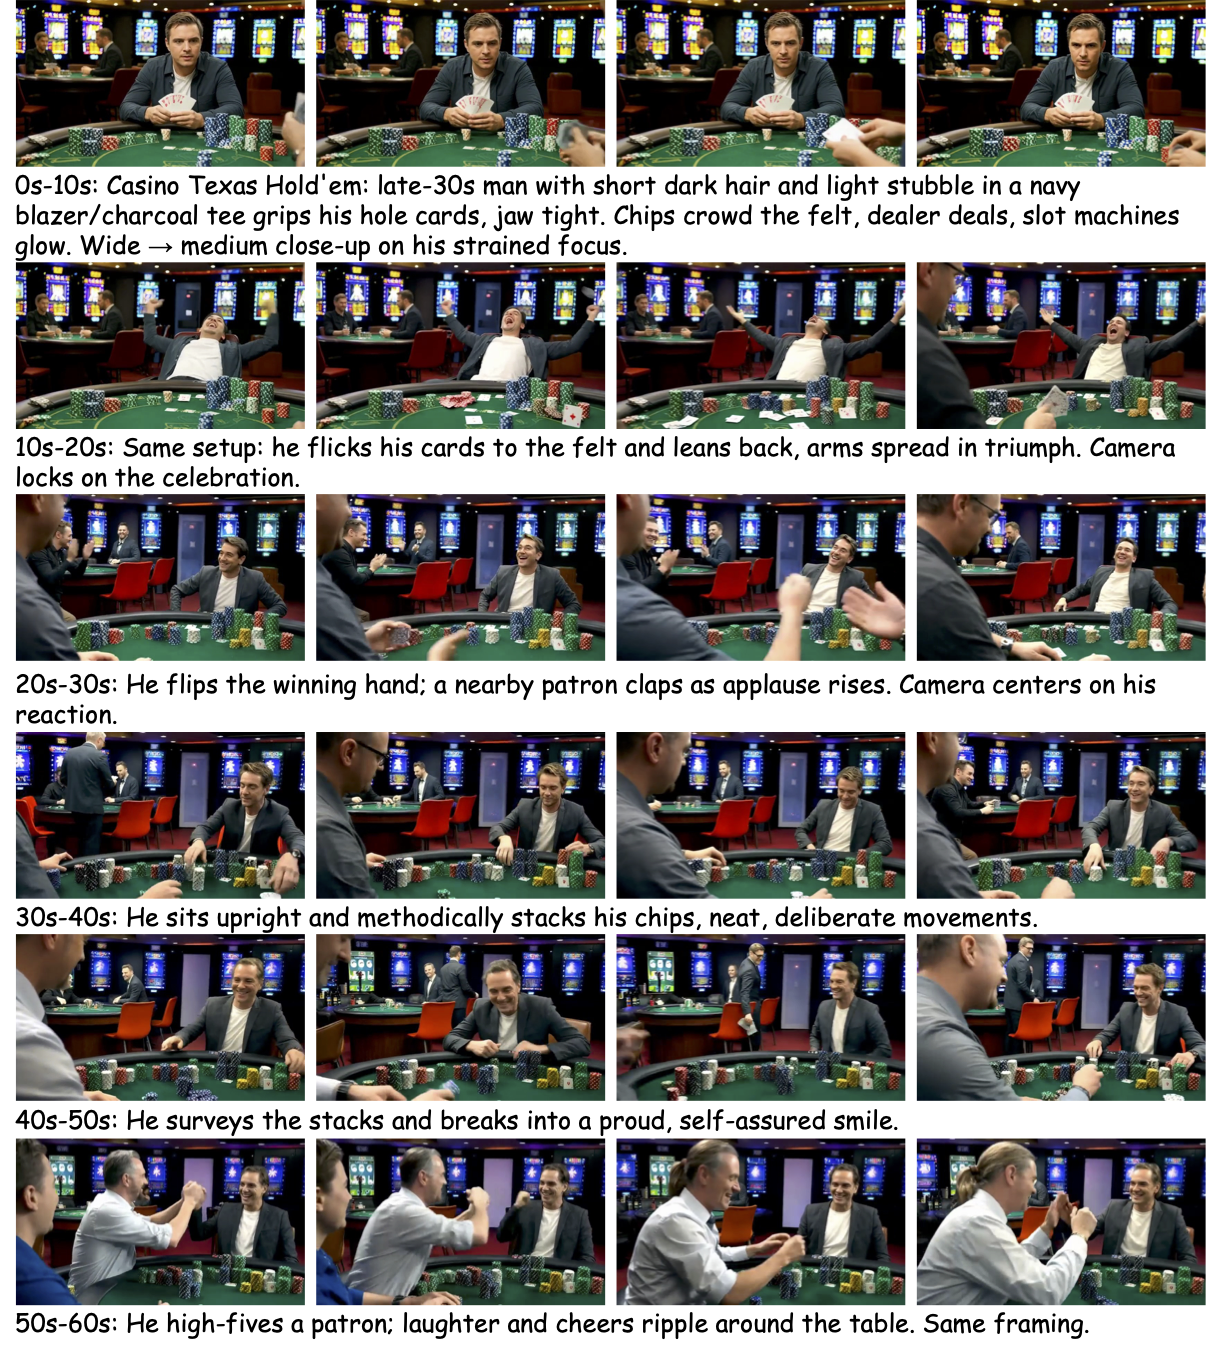 0s-10s: Casino Texas Hold'em: late-30s man with short dark hair and light stubble in a navy
blazer/charcoal tee grips his hole cards, jaw tight. Chips crowd the felt, dealer deals, slot machines
glow. Wide → medium close-up on his strained focus.
10s-20s: Same setup: he flicks his cards to the felt and leans back, arms spread in triumph. Camera
locks on the celebration.
20s-30s: He flips the winning hand; a nearby patron claps as applause rises. Camera centers on his
reaction.
30s-40s: He sits upright and methodically stacks his chips, neat, deliberate movements.
40s-50s: He surveys the stacks and breaks into a proud, self-assured smile.
50s-60s: He high-fives a patron; laughter and cheers ripple around the table. Same framing.